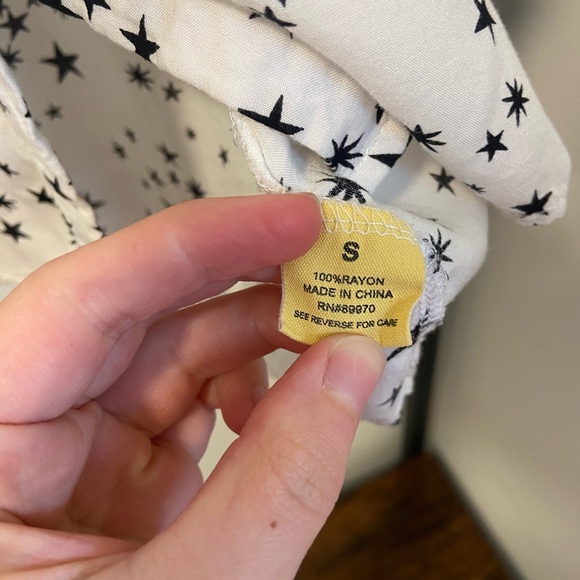 S
100%RAYON
MADE IN CHINA
RN#89970
SEE REVERSE FOR CARE